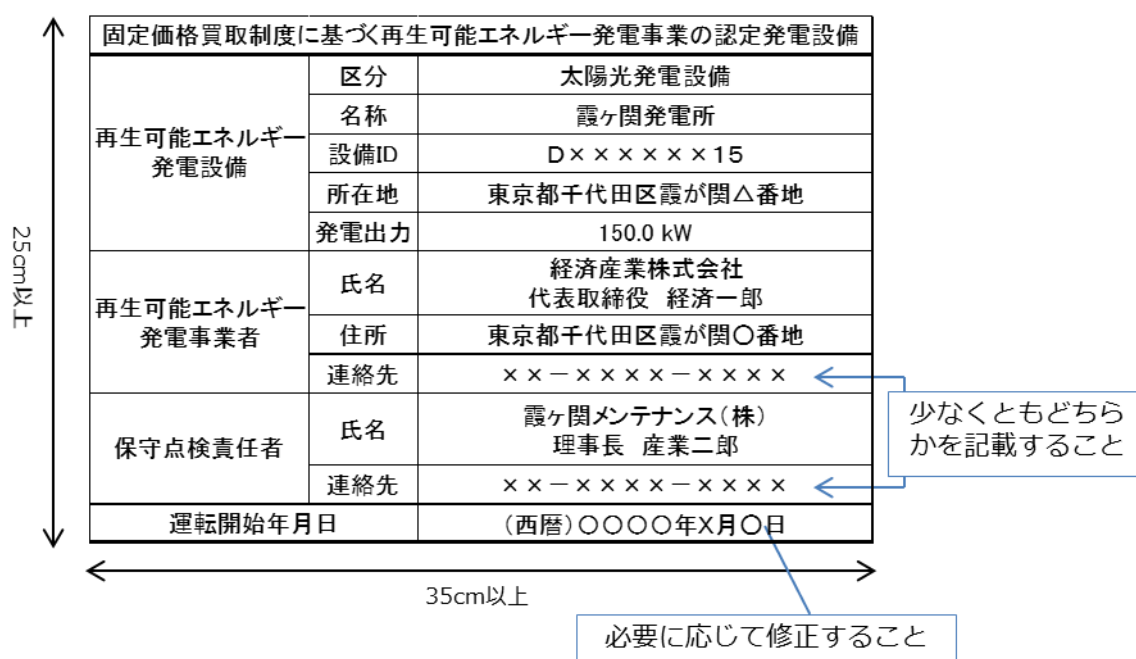 固定価格買取制度に基づく再生可能エネルギー発電事業の認定発電設備
再生可能エネルギー
発電設備
区分
太陽光発電設備
名称
霞ヶ関発電所
設備ID
D××××××15
所在地
東京都千代田区霞が関△番地
発電出力
150.0 kW
再生可能エネルギー
発電事業者
氏名
経済産業株式会社
代表取締役 経済一郎
住所
東京都千代田区霞が関〇番地
連絡先
××－××××－××××
保守点検責任者
氏名
霞ヶ関メンテナンス(株)
理事長 産業二郎
連絡先
××－××××－××××
運転開始年月日
(西暦)〇〇〇〇年X月〇日
25cm以上
35cm以上
少なくともどちら
かを記載すること
必要に応じて修正すること